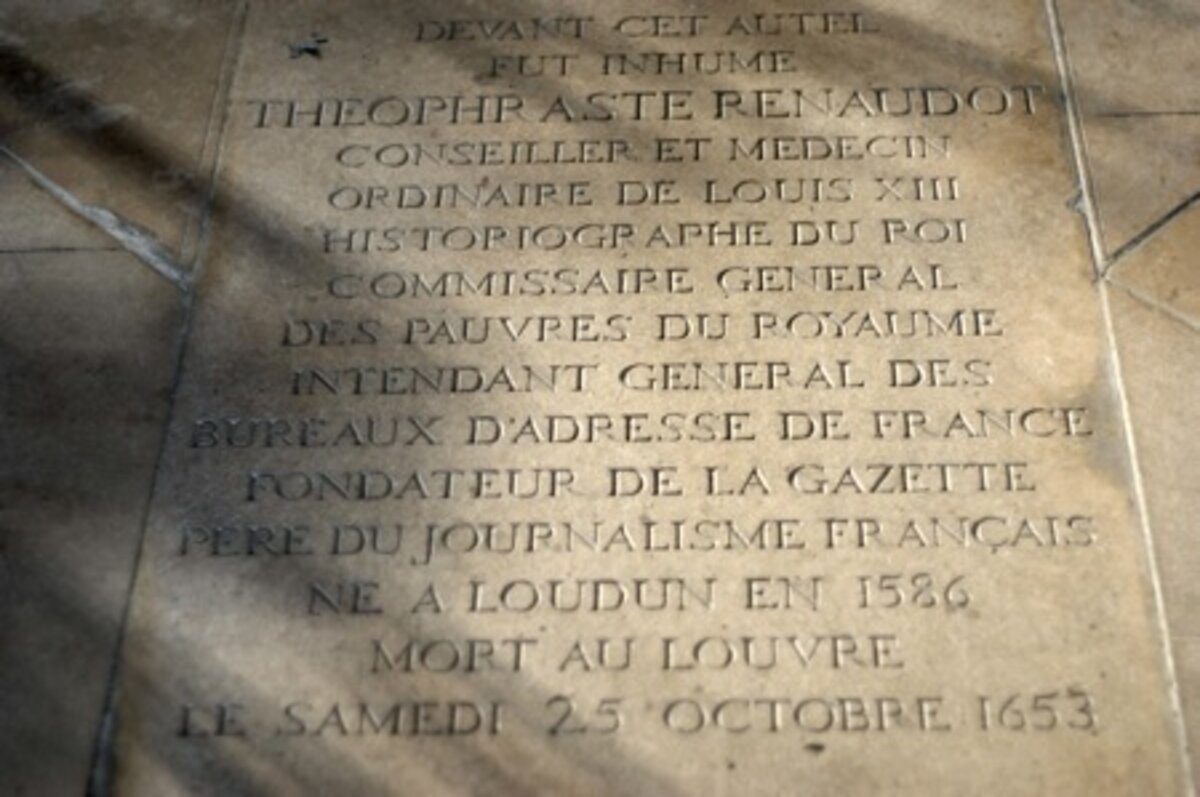 DEVANT CET AUTEL
FUT INHUME
THEOPHRASTE RENAUDOT
CONSEILLER ET MEDECIN
ORDINAIRE DE LOUIS XIII
HISTORIOGRAPHE DU ROI
COMMISSAIRE GENERAL
DES PAUVRES DU ROYAUME
INTENDANT GENERAL DES
BUREAUX D'ADRESSE DE FRANCE
FONDATEUR DE LA GAZETTE
PERE DU JOURNALISME FRANÇAIS
NE A LOUDUN EN 1586
MORT AU LOUVRE
LE SAMEDI 25 OCTOBRE 1653